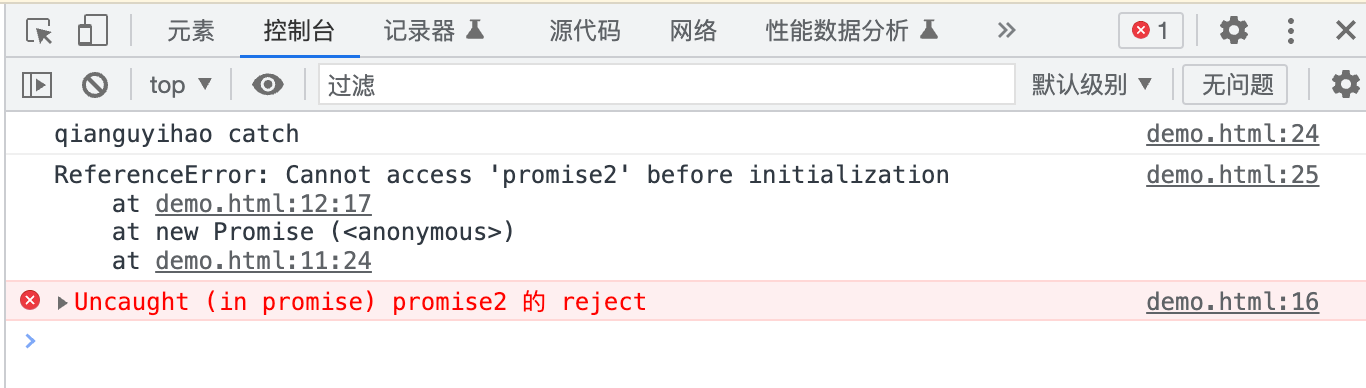 元素 控制台 记录器 源代码 网络 性能数据分析 » 1
top ▼ 过滤 默认级别 ▼ 无问题
qianguyihao catch demo.html:24
ReferenceError: Cannot access 'promise2' before initialization demo.html:25
at demo.html:12:17
at new Promise (<anonymous>)
at demo.html:11:24
Uncaught (in promise) promise2 的 reject demo.html:16